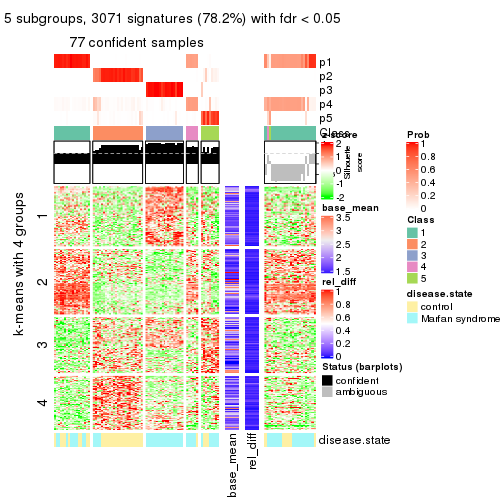 5 subgroups, 3071 signatures (78.2%) with fdr < 0.05
77 confident samples
p1
p2
p3
p4
p5
Class
z-score
2
1
0
-1
-2
Silhouette
score
base_mean
3.5
3
2.5
2
1.5
rel_diff
1
0.8
0.6
0.4
0.2
0
Status (barplots)
confident
ambiguous
Prob
1
0.8
0.6
0.4
0.2
0
Class
1
2
3
4
5
disease.state
control
Marfan syndrome
k-means with 4 groups
1
2
3
4
disease.state
base_mean
rel_diff